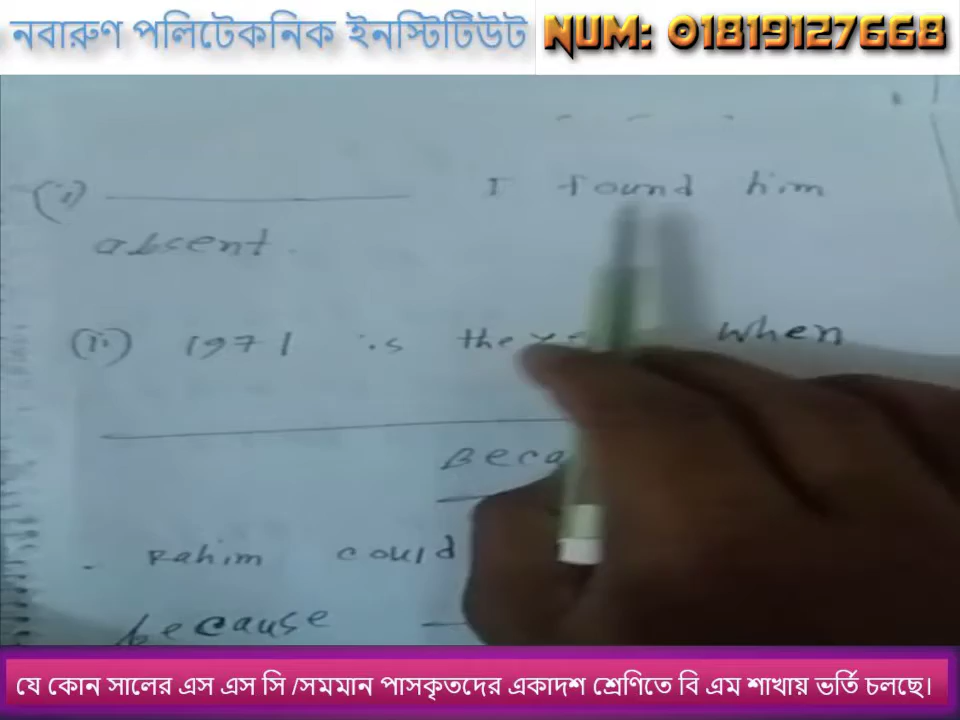 নবারুণ পলিটেকনিক ইনস্টিটিউট NUM: 01819127668
(i) ____________ I found him
absent.
(ii) 1971 is the when
Rahim could
because
যে কোন সালের এস এস সি /সমমান পাসকৃতদের একাদশ শ্রেণিতে বি এম শাখায় ভর্তি চলছে।